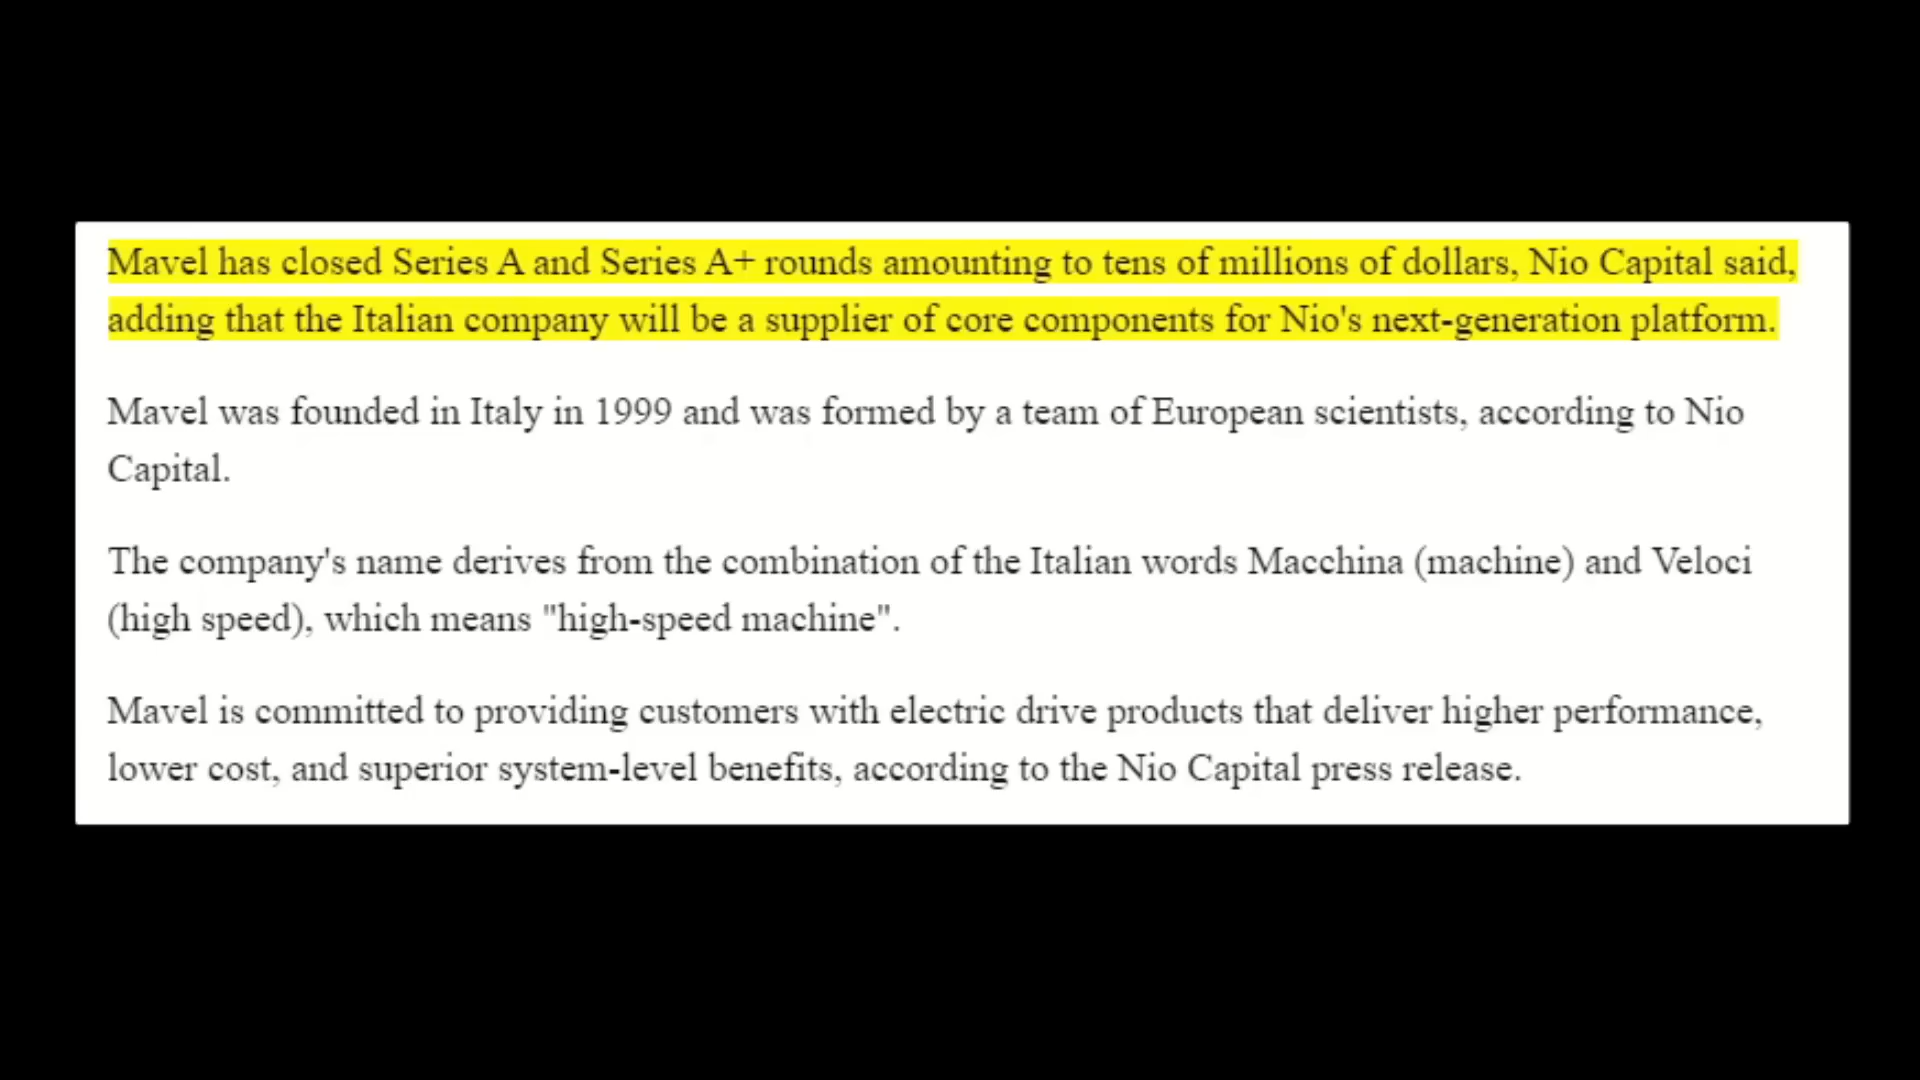 Mavel has closed Series A and Series A+ rounds amounting to tens of millions of dollars, Nio Capital said,
adding that the Italian company will be a supplier of core components for Nio's next-generation platform.
Mavel was founded in Italy in 1999 and was formed by a team of European scientists, according to Nio
Capital.
The company's name derives from the combination of the Italian words Macchina (machine) and Veloci
(high speed), which means "high-speed machine".
Mavel is committed to providing customers with electric drive products that deliver higher performance,
lower cost, and superior system-level benefits, according to the Nio Capital press release.